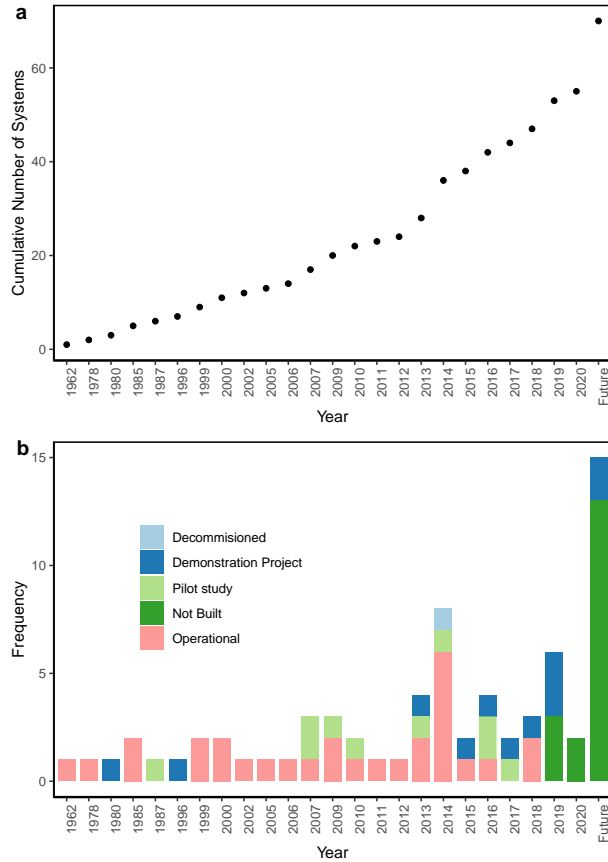 a
Cumulative Number of Systems
60
40
20
0
1962 1978 1980 1985 1987 1996 1999 2000 2002 2005 2006 2007 2009 2010 2011 2012 2013 2014 2015 2016 2017 2018 2019 2020 Future
Year
b
Frequency
15
10
5
0
Decommisioned
Demonstration Project
Pilot study
Not Built
Operational
1962 1978 1980 1985 1987 1996 1999 2000 2002 2005 2006 2007 2009 2010 2011 2012 2013 2014 2015 2016 2017 2018 2019 2020 Future
Year